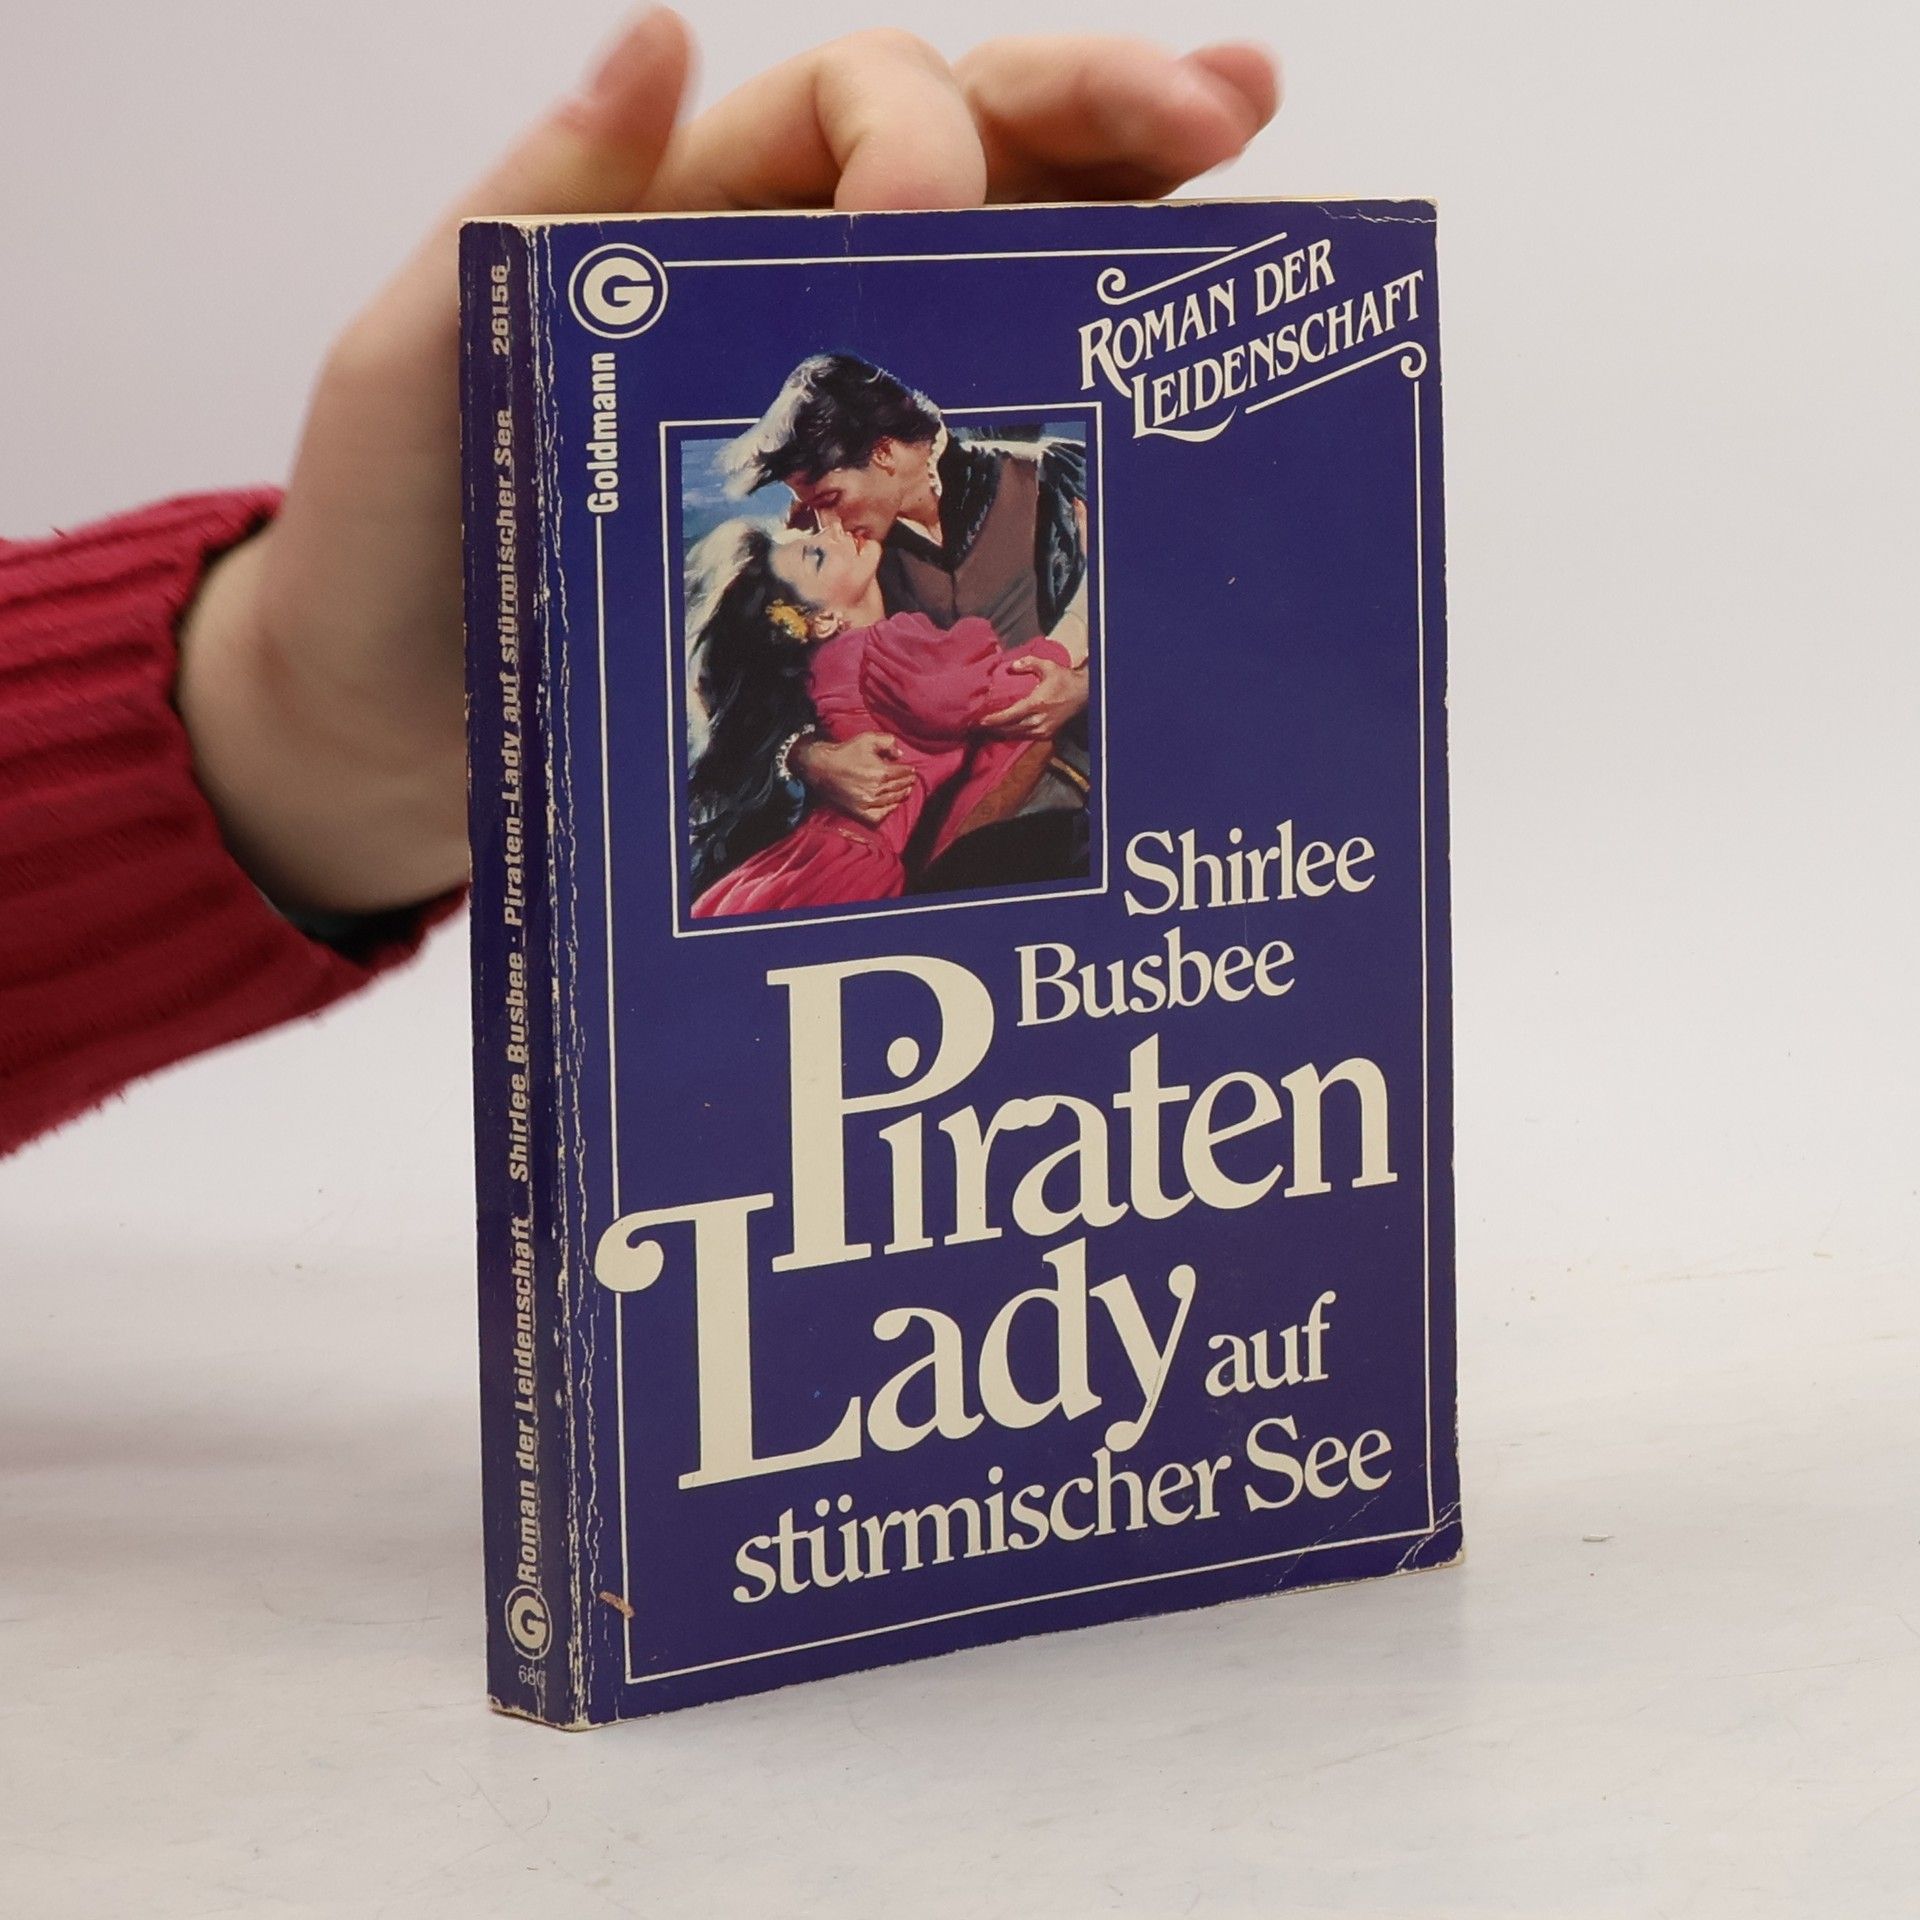 G
Goldmann
ROMAN DER
LEIDENSCHAFT
Shirlee
Busbee
Piraten
Lady auf
stürmischer See
26156
Roman der Leidenschaft Shirlee Busbee · Piraten-Lady auf stürmischer See
G